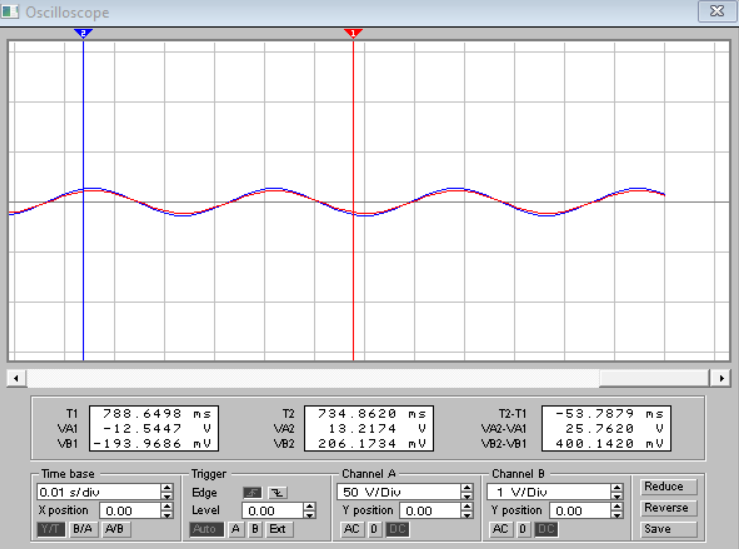 Oscilloscope
2 1
T1 788.6498 ms T2 734.8620 ms T2-T1 -53.7879 ms
VA1 -12.5447 V VA2 13.2174 V VA2-VA1 25.7620 V
VB1 -193.9686 mV VB2 206.1734 mV VB2-VB1 400.1420 mV
Time base Trigger Channel A Channel B
0.01 s/div Edge 50 V/Div 1 V/Div Reduce
X position 0.00 Level 0.00 Y position 0.00 Y position 0.00 Reverse
Y/T B/A A/B Auto A B Ext AC 0 DC AC 0 DC Save